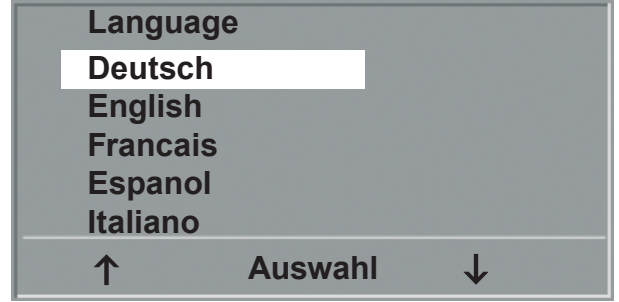 Language
Deutsch
English
Francais
Espanol
Italiano
↑ Auswahl ↓